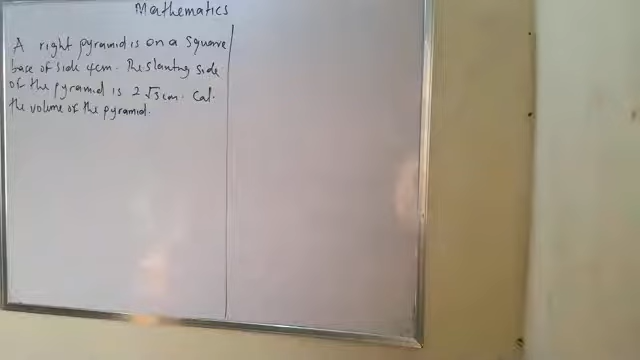 Mathematics
A right pyramid is on a square
base of side 4cm. The slanting side
of the pyramid is 2√3cm. Cal.
the volume of the pyramid.